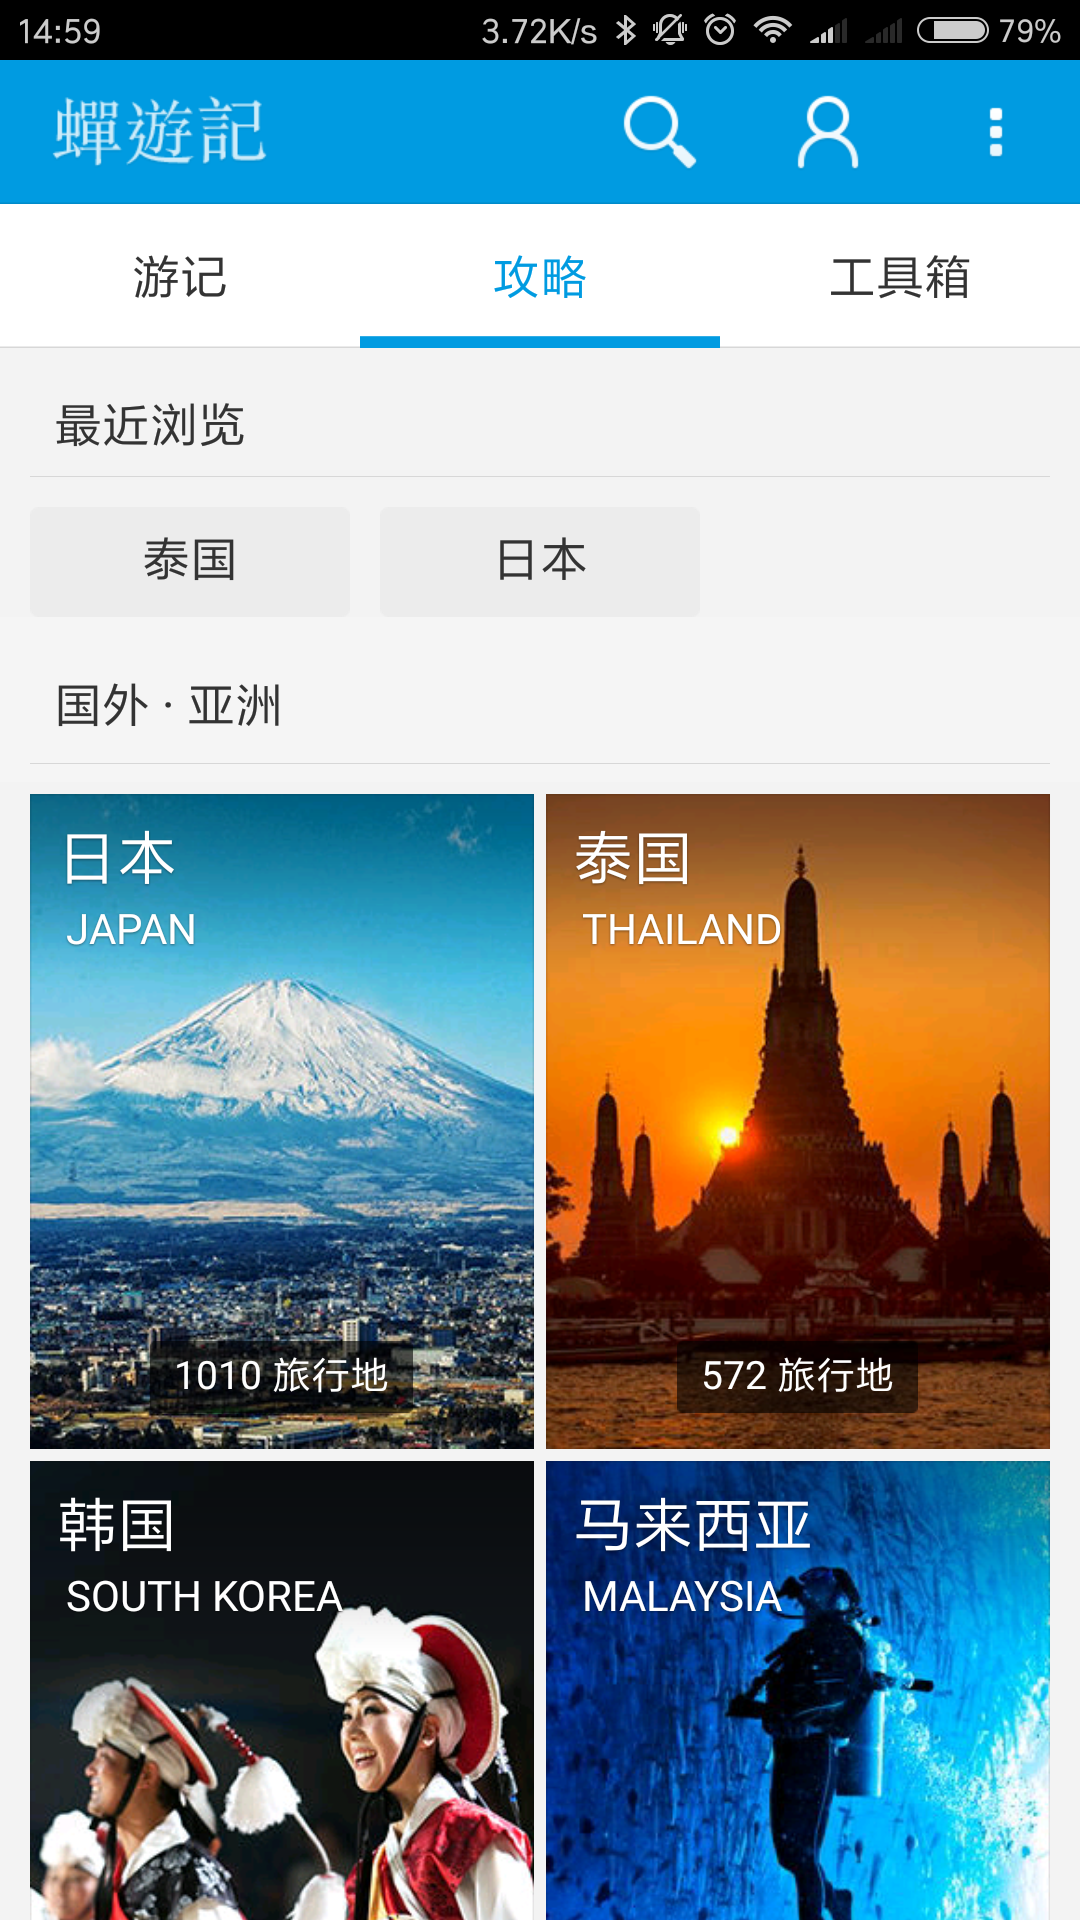 14:59 3.72K/s 79%
蟬遊記
游记 攻略 工具箱
最近浏览
泰国 日本
国外 · 亚洲
日本
JAPAN
1010 旅行地
泰国
THAILAND
572 旅行地
韩国
SOUTH KOREA
马来西亚
MALAYSIA